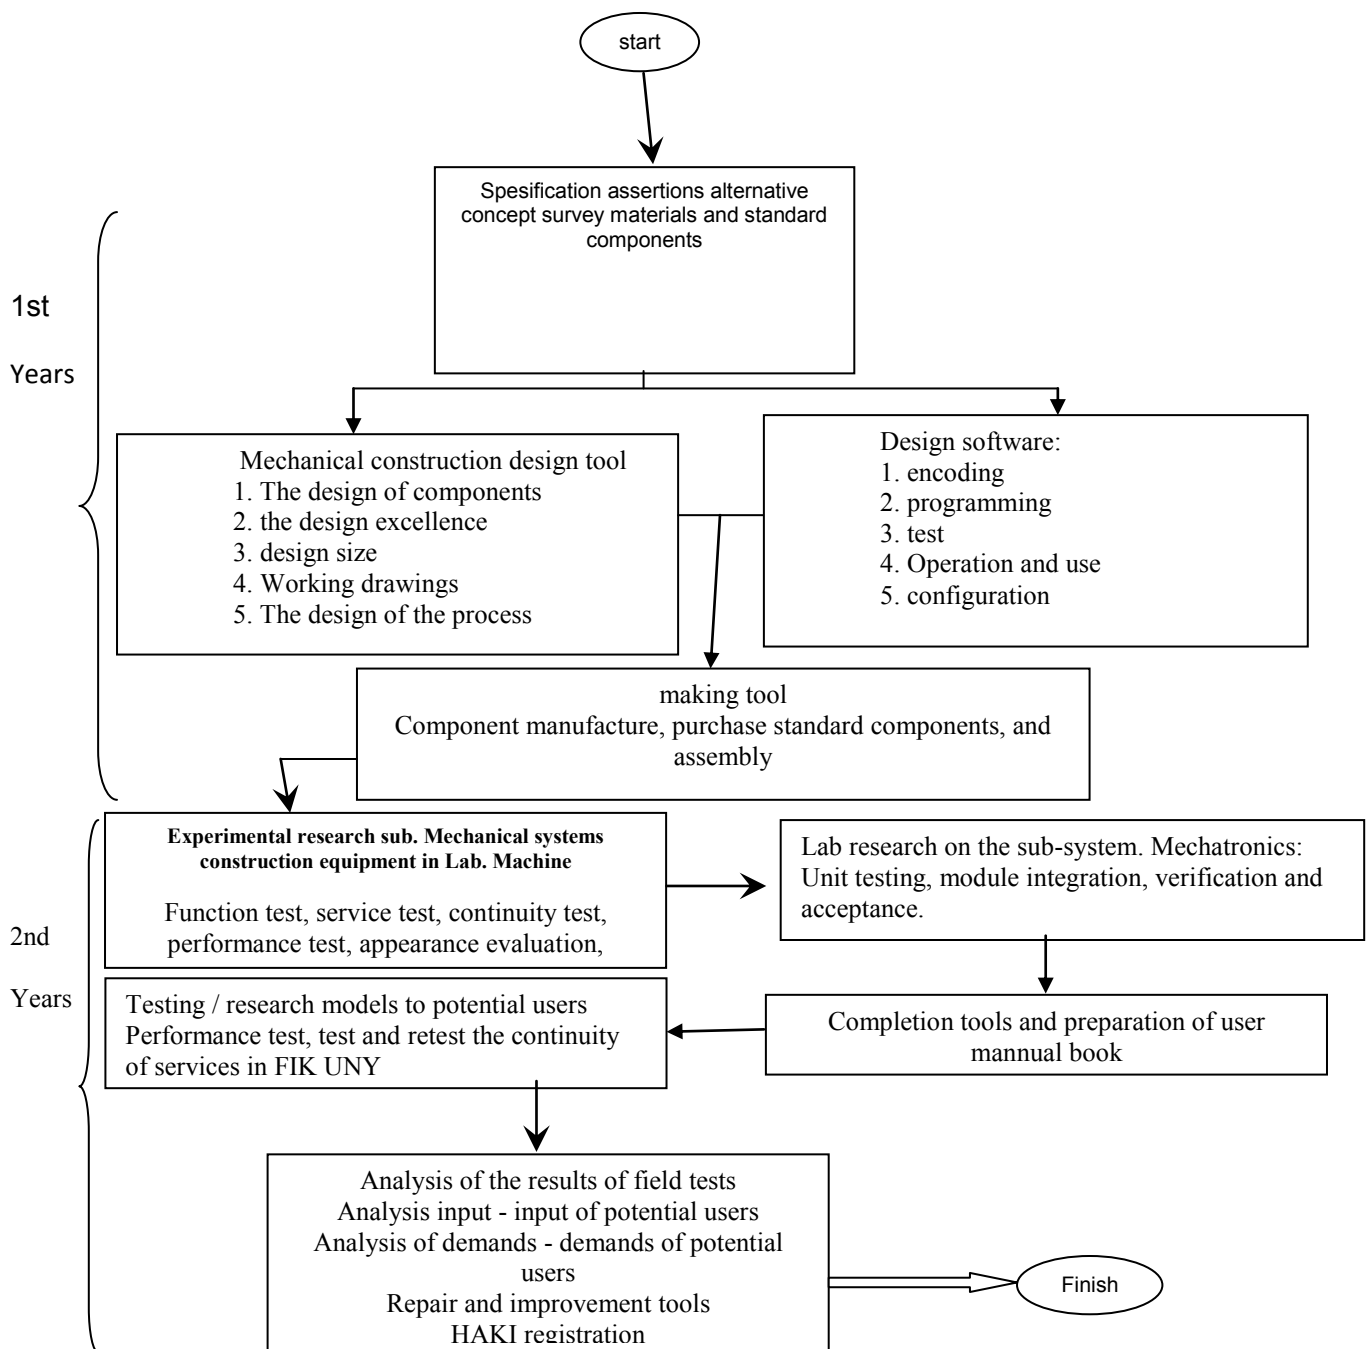 start
Spesification assertions alternative
concept survey materials and standard
components
1st
Years
Mechanical construction design tool
1. The design of components
2. the design excellence
3. design size
4. Working drawings
5. The design of the process
Design software:
1. encoding
2. programming
3. test
4. Operation and use
5. configuration
making tool
Component manufacture, purchase standard components, and
assembly
2nd
Years
Experimental research sub. Mechanical systems
construction equipment in Lab. Machine
Function test, service test, continuity test,
performance test, appearance evaluation,
Lab research on the sub-system. Mechatronics:
Unit testing, module integration, verification and
acceptance.
Testing / research models to potential users
Performance test, test and retest the continuity
of services in FIK UNY
Completion tools and preparation of user
mannual book
Analysis of the results of field tests
Analysis input - input of potential users
Analysis of demands - demands of potential
users
Repair and improvement tools
HAKI registration
Finish